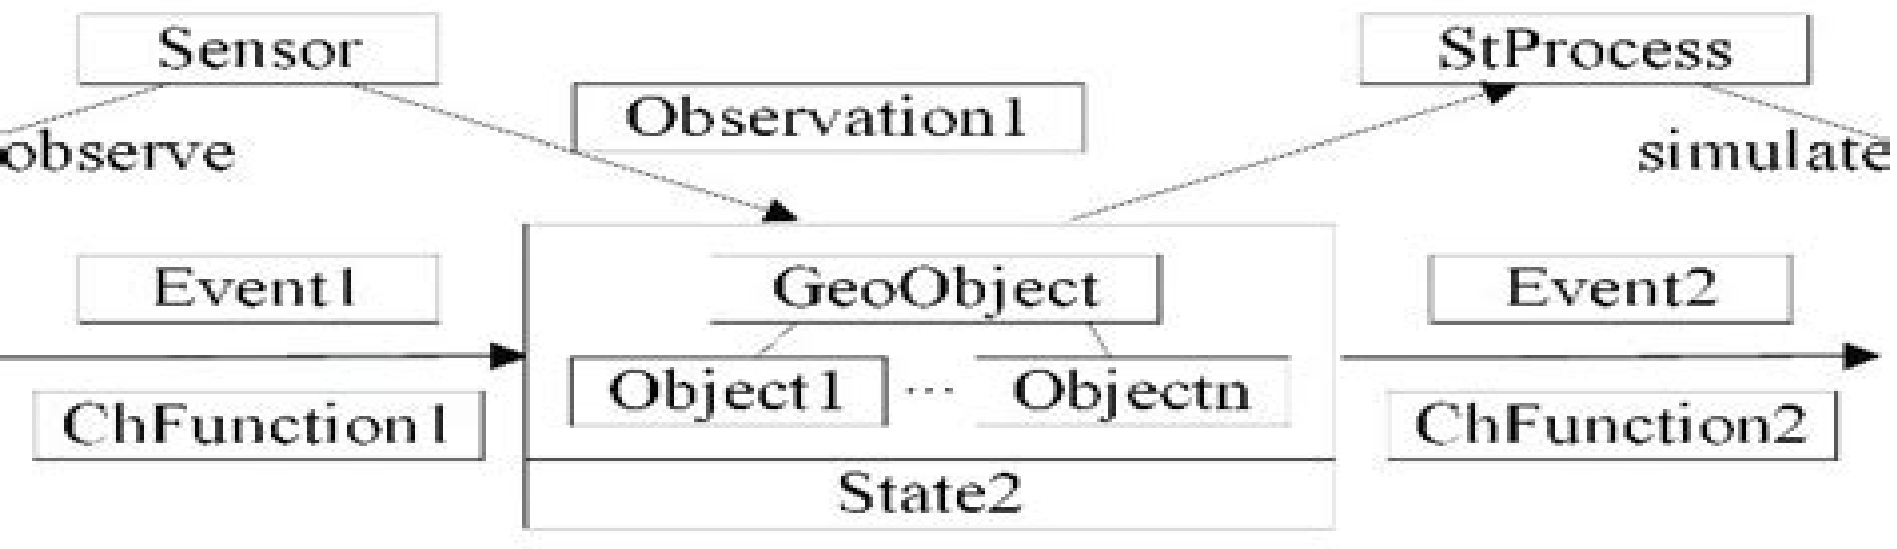 Sensor
StProcess
Observation1
observe
simulate
Event1
GeoObject
Event2
Object1 ... Objectn
ChFunction1
ChFunction2
State2